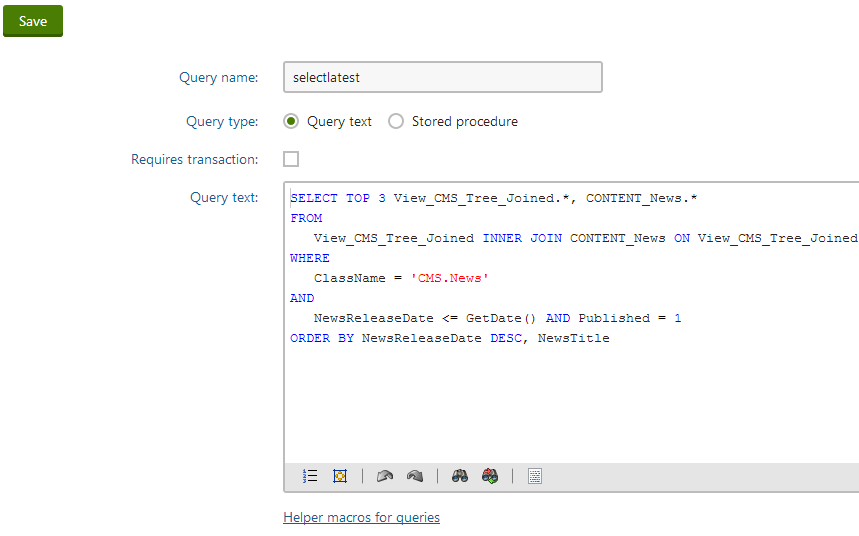 Save
Query name: selectlatest
Query type: Query text Stored procedure
Requires transaction:
Query text:
SELECT TOP 3 View_CMS_Tree_Joined.*, CONTENT_News.*
FROM
View_CMS_Tree_Joined INNER JOIN CONTENT_News ON View_CMS_Tree_Joined
WHERE
ClassName = 'CMS.News'
AND
NewsReleaseDate <= GetDate() AND Published = 1
ORDER BY NewsReleaseDate DESC, NewsTitle
Helper macros for queries